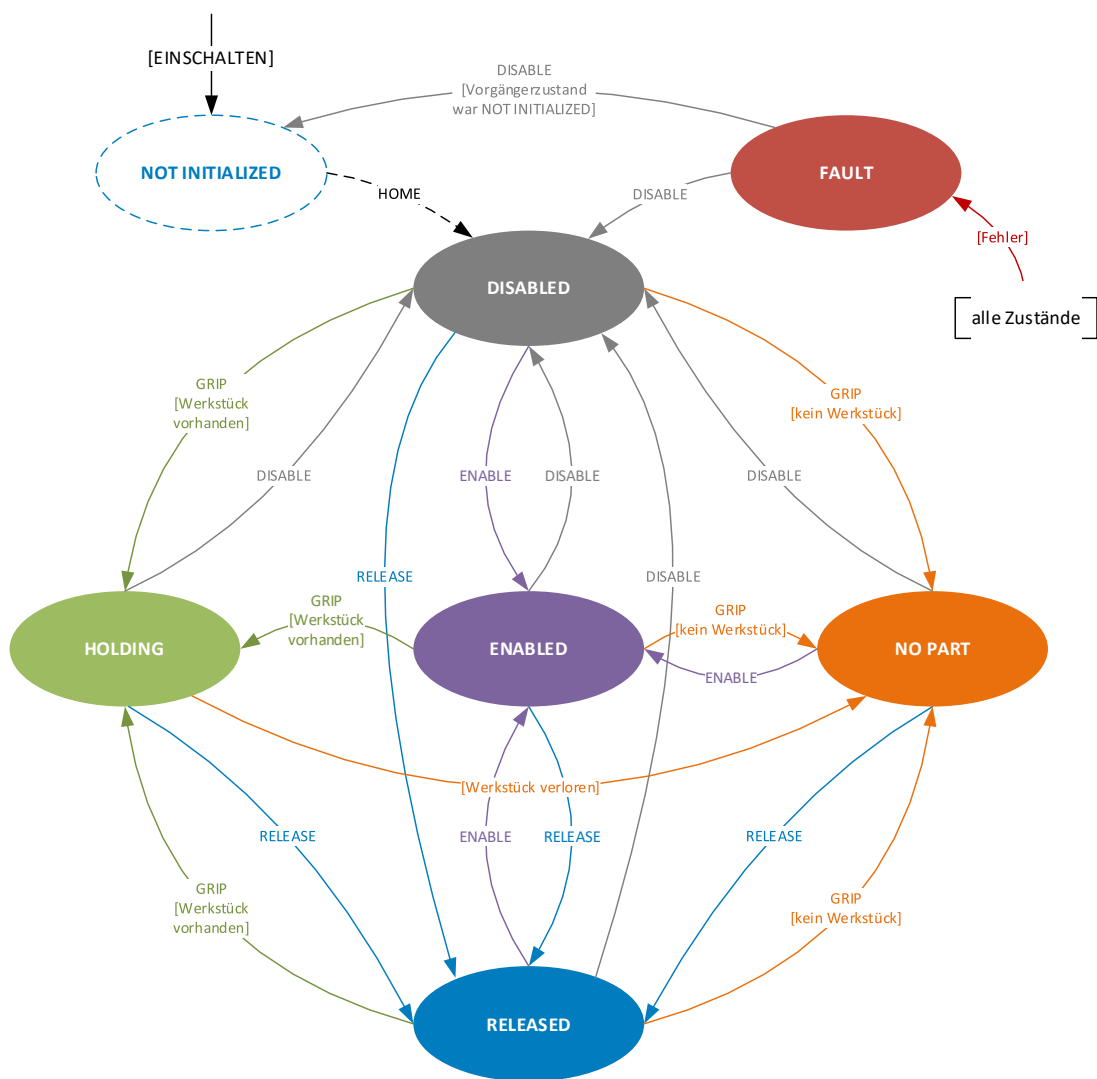 [EINSCHALTEN]
DISABLE
[Vorgängerzustand
war NOT INITIALIZED]
NOT INITIALIZED
FAULT
HOME
DISABLE
[Fehler]
DISABLED
alle Zustände
GRIP
[Werkstück
vorhanden]
GRIP
[kein Werkstück]
DISABLE
ENABLE
DISABLE
DISABLE
RELEASE
DISABLE
GRIP
[Werkstück
vorhanden]
GRIP
[kein Werkstück]
HOLDING
ENABLED
NO PART
ENABLE
[Werkstück verloren]
RELEASE
ENABLE
RELEASE
RELEASE
GRIP
[Werkstück
vorhanden]
GRIP
[kein Werkstück]
RELEASED